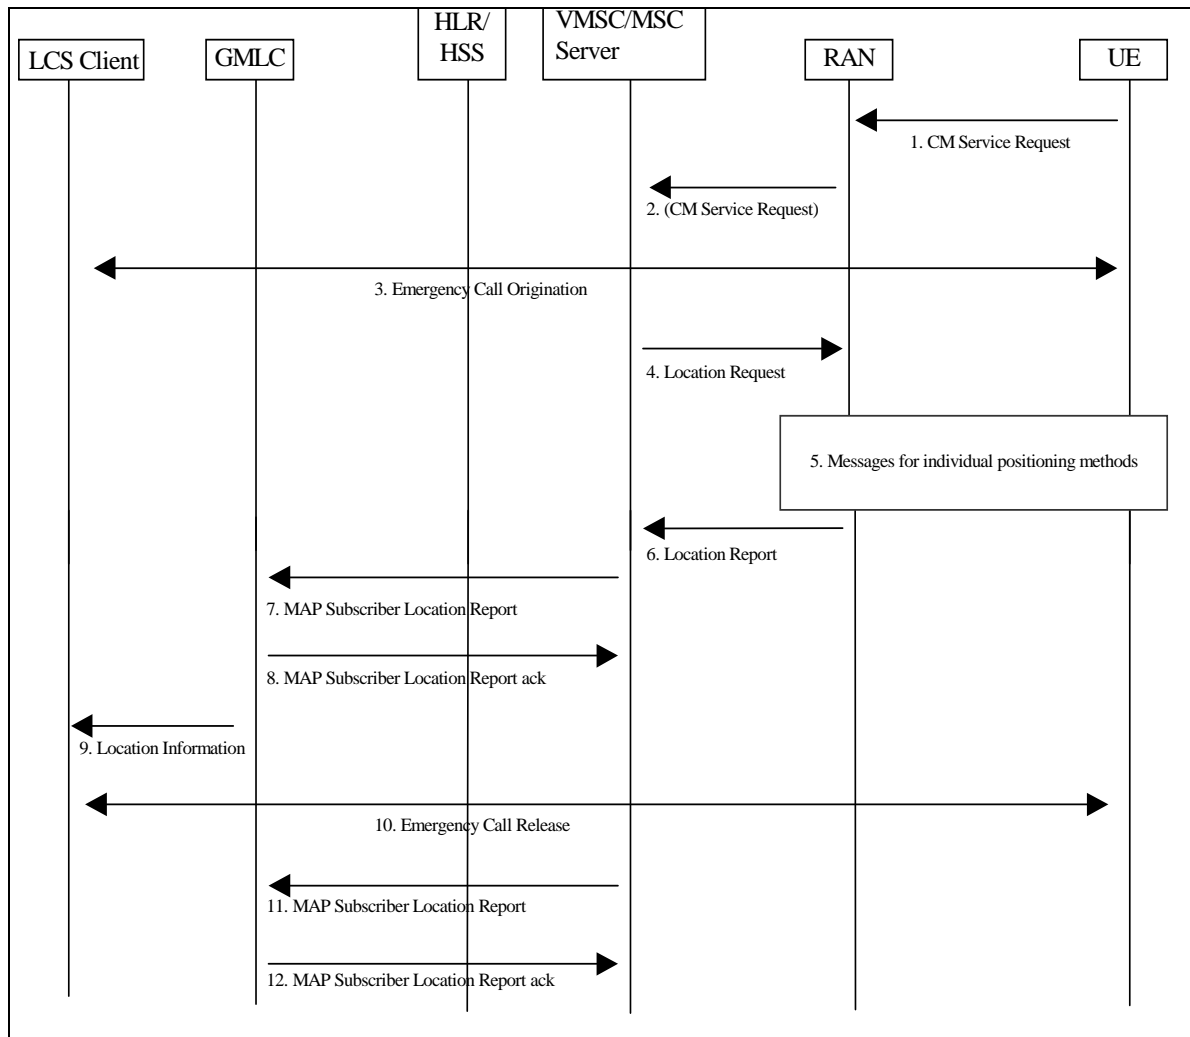 LCS Client
GMLC
HLR/
HSS
VMSC/MSC
Server
RAN
UE
1. CM Service Request
2. (CM Service Request)
3. Emergency Call Origination
4. Location Request
5. Messages for individual positioning methods
6. Location Report
7. MAP Subscriber Location Report
8. MAP Subscriber Location Report ack
9. Location Information
10. Emergency Call Release
11. MAP Subscriber Location Report
12. MAP Subscriber Location Report ack